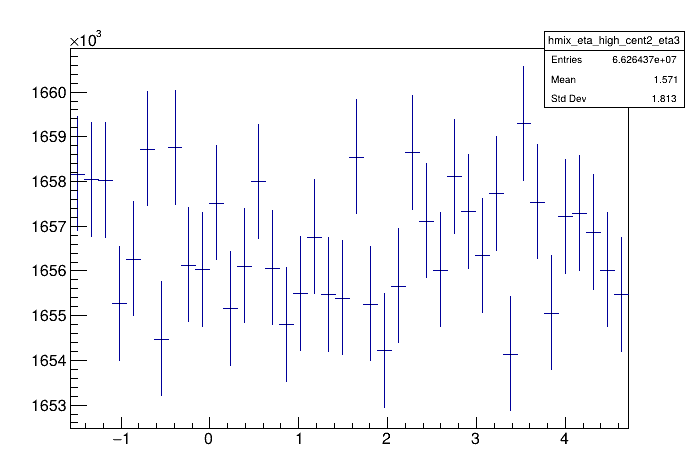 ×10³
hmix_eta_high_cent2_eta3
Entries 6.626437e+07
Mean 1.571
Std Dev 1.813
1660
1659
1658
1657
1656
1655
1654
1653
−1 0 1 2 3 4